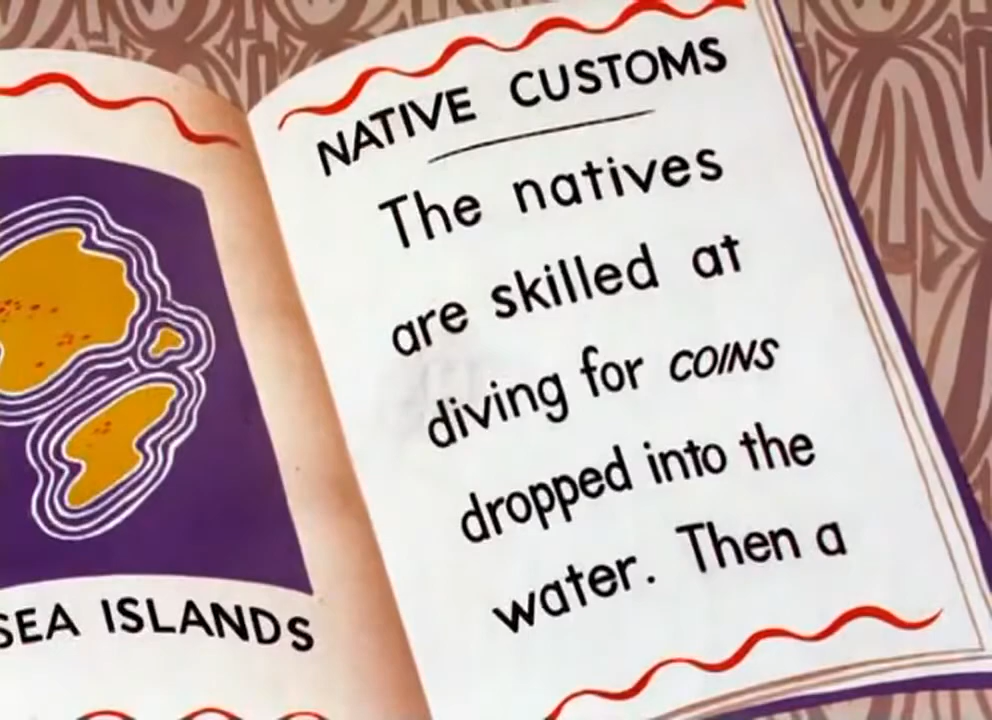 SEA ISLANDS
NATIVE CUSTOMS
The natives
are skilled at
diving for COINS
dropped into the
water. Then a